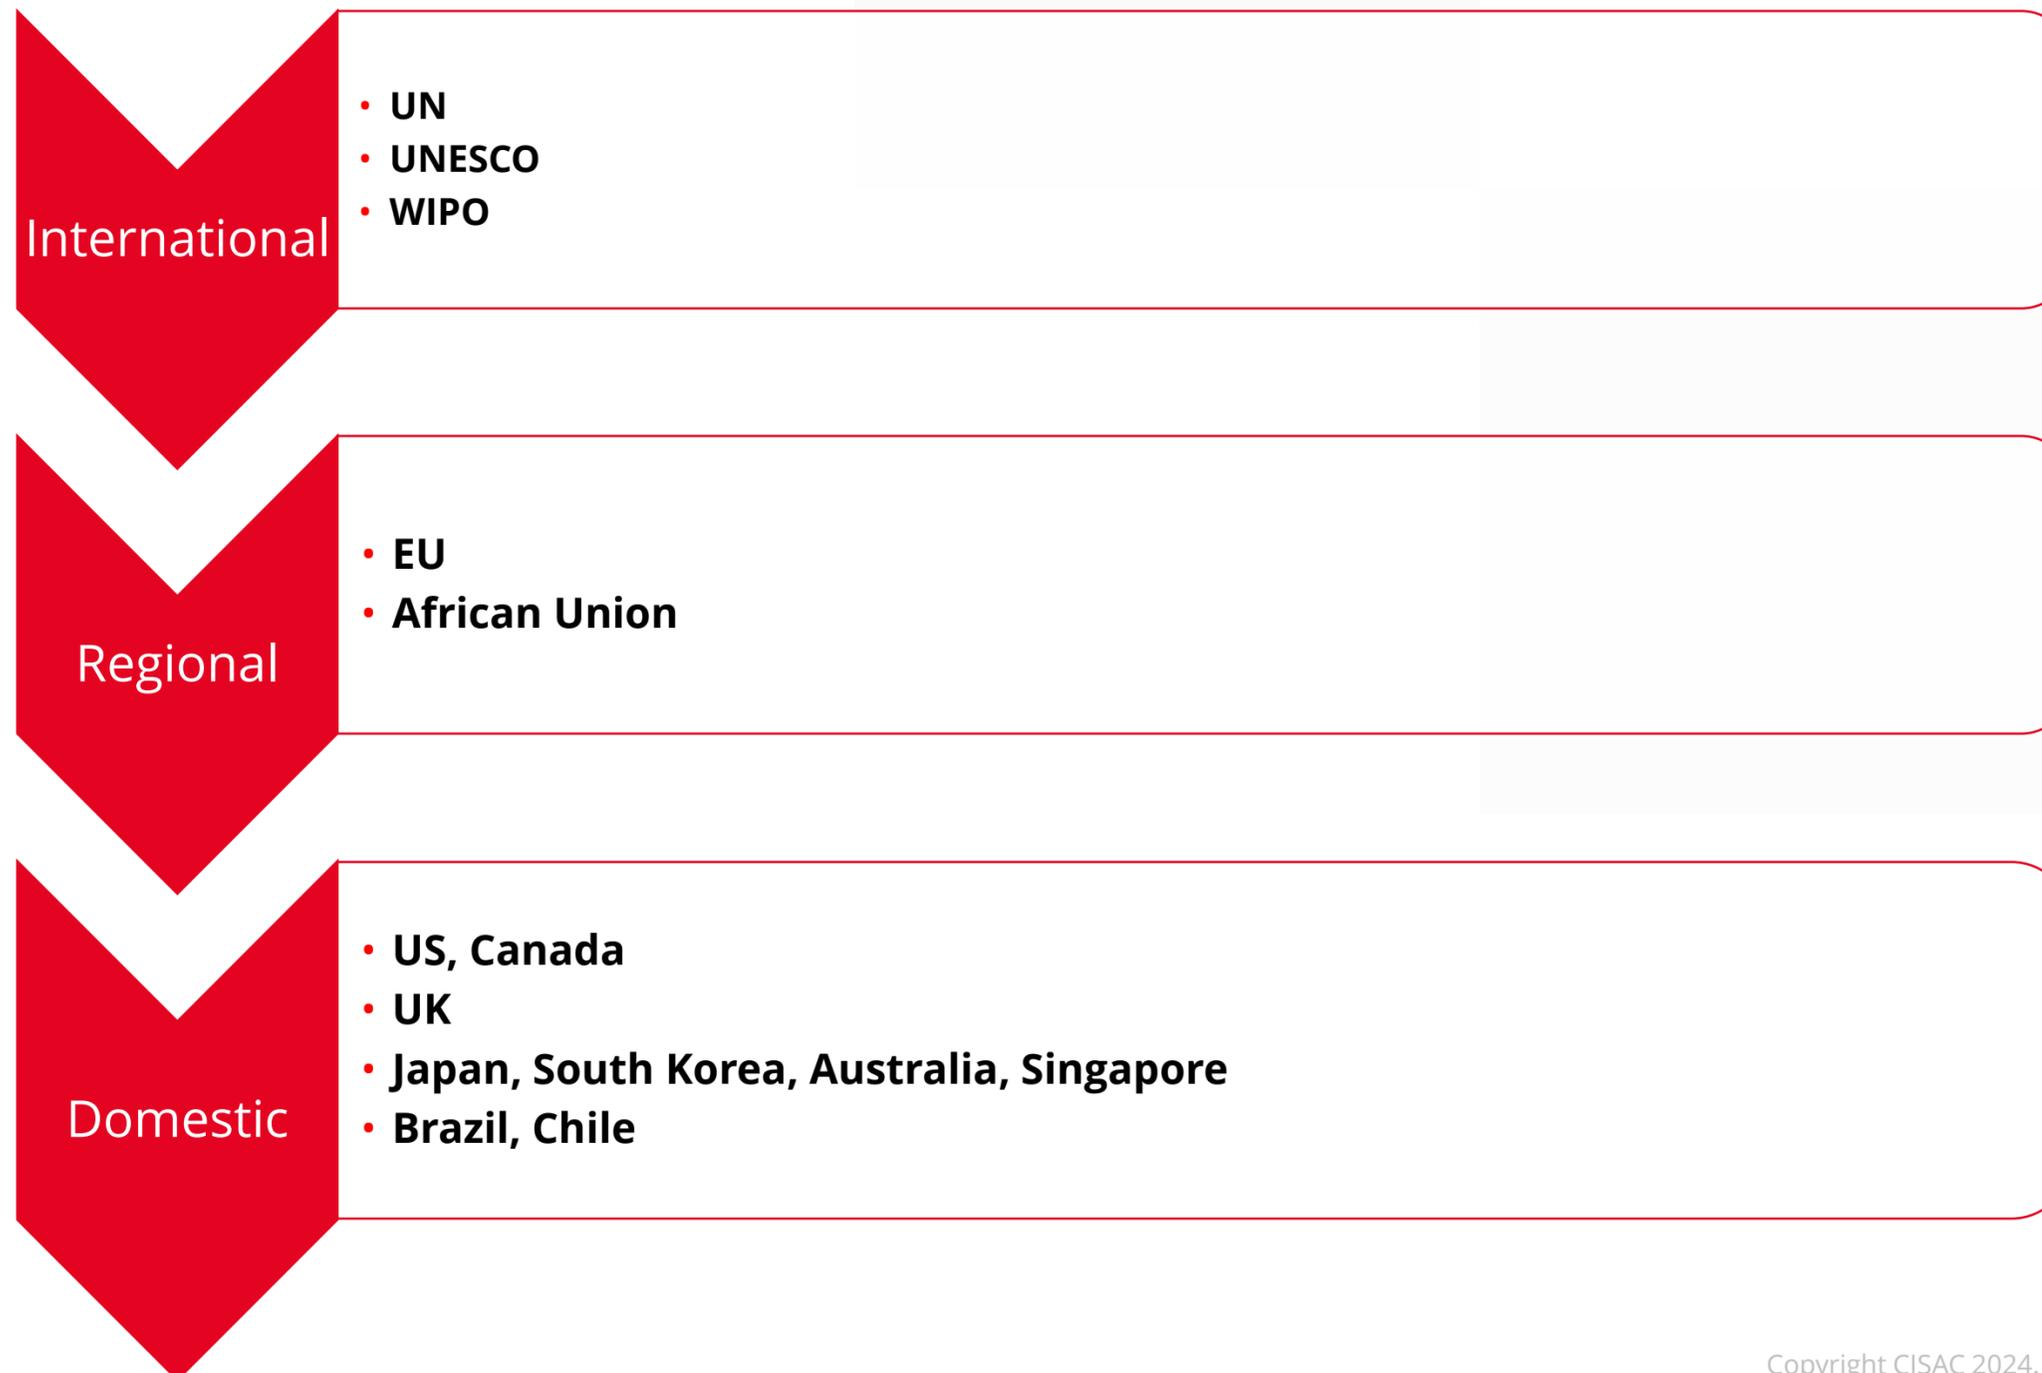 International
• UN
• UNESCO
• WIPO
Regional
• EU
• African Union
Domestic
• US, Canada
• UK
• Japan, South Korea, Australia, Singapore
• Brazil, Chile
Copyright CISAC 2024.